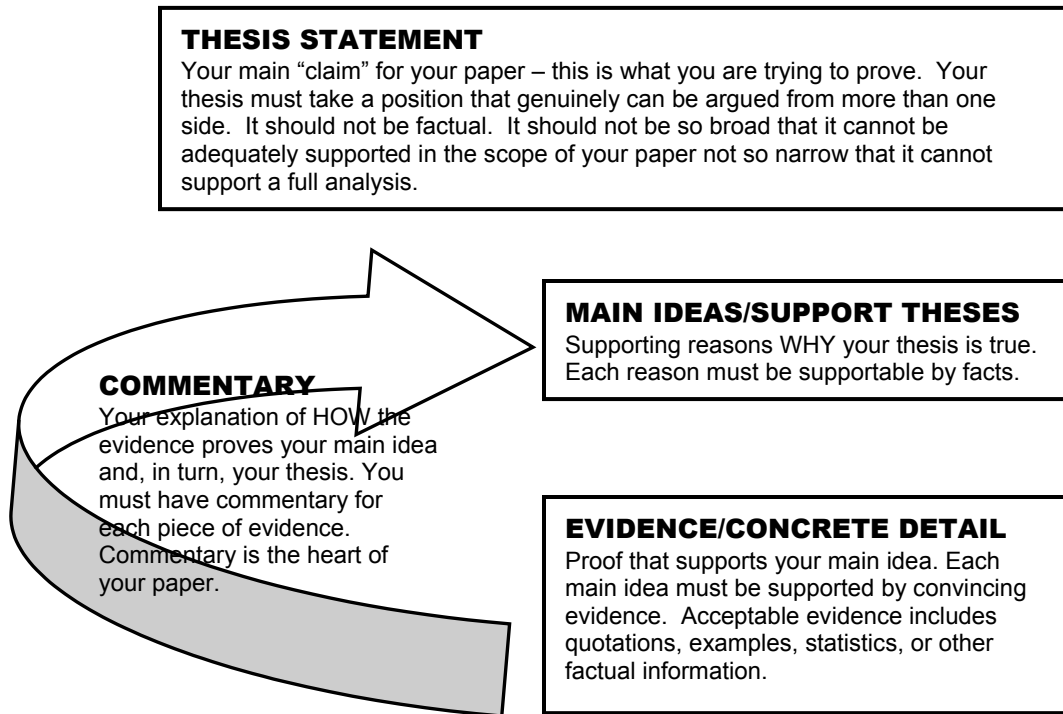 THESIS STATEMENT
Your main “claim” for your paper – this is what you are trying to prove.  Your
thesis must take a position that genuinely can be argued from more than one
side.  It should not be factual.  It should not be so broad that it cannot be
adequately supported in the scope of your paper not so narrow that it cannot
support a full analysis.
MAIN IDEAS/SUPPORT THESES
Supporting reasons WHY your thesis is true.
Each reason must be supportable by facts.
COMMENTARY
Your explanation of HOW the
evidence proves your main idea
and, in turn, your thesis. You
must have commentary for
each piece of evidence.
Commentary is the heart of
your paper.
EVIDENCE/CONCRETE DETAIL
Proof that supports your main idea. Each
main idea must be supported by convincing
evidence.  Acceptable evidence includes
quotations, examples, statistics, or other
factual information.